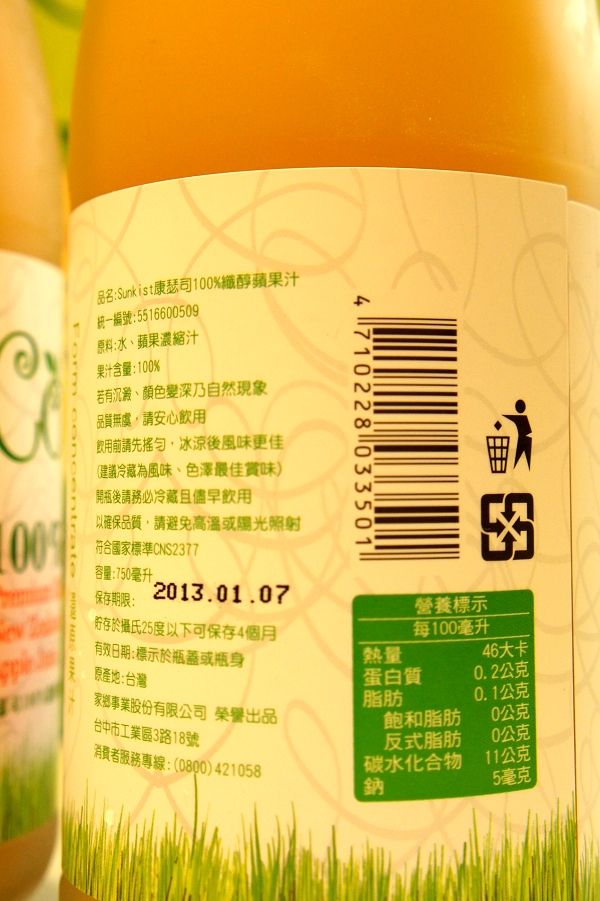 品名:Sunkist康瑟司100%纖醇蘋果汁
統一編號:5516600509
原料:水、蘋果濃縮汁
果汁含量:100%
若有沉澱、顏色變深乃自然現象
品質無虞，請安心飲用
飲用前請先搖勻，冰涼後風味更佳
(建議冷藏為風味、色澤最佳賞味)
開瓶後請務必冷藏且儘早飲用
以確保品質，請避免高溫或陽光照射
符合國家標準CNS2377
容量:750毫升
保存期限: 2013.01.07
貯存於攝氏25度以下可保存4個月
有效日期:標示於瓶蓋或瓶身
原產地:台灣
家鄉事業股份有限公司 榮譽出品
台中市工業區3路18號
消費者服務專線:(0800)421058
4 710228 033501
營養標示
每100毫升
熱量 46大卡
蛋白質 0.2公克
脂肪 0.1公克
飽和脂肪 0公克
反式脂肪 0公克
碳水化合物 11公克
鈉 5毫克
Form concentrate
100%